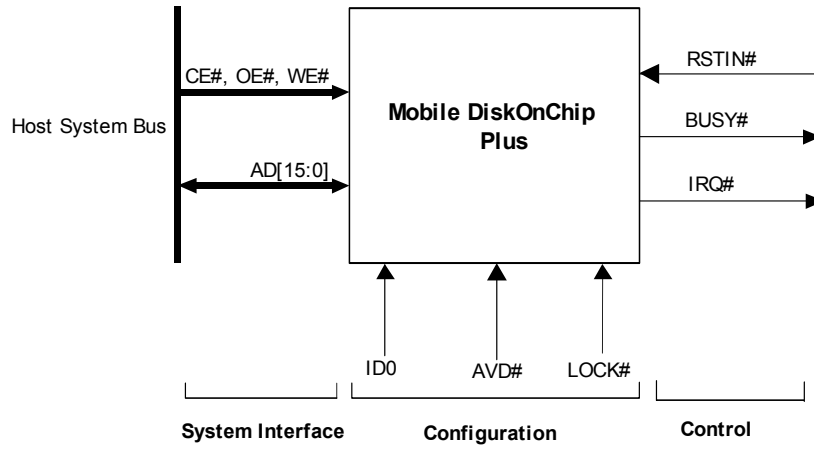 CE#, OE#, WE#
Host System Bus
AD[15:0]
Mobile DiskOnChip
Plus
RSTIN#
BUSY#
IRQ#
ID0
AVD#
LOCK#
System Interface
Configuration
Control